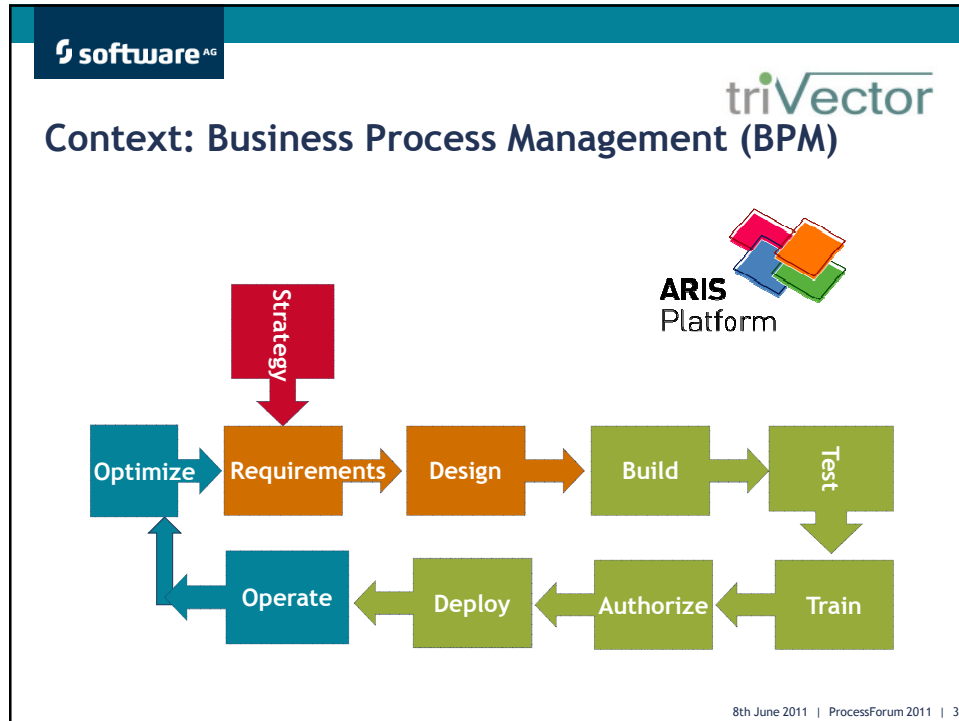 software AG
triVector
Context: Business Process Management (BPM)
ARIS
Platform
Strategy
Optimize
Requirements
Design
Build
Test
Operate
Deploy
Authorize
Train
8th June 2011 | ProcessForum 2011 | 3